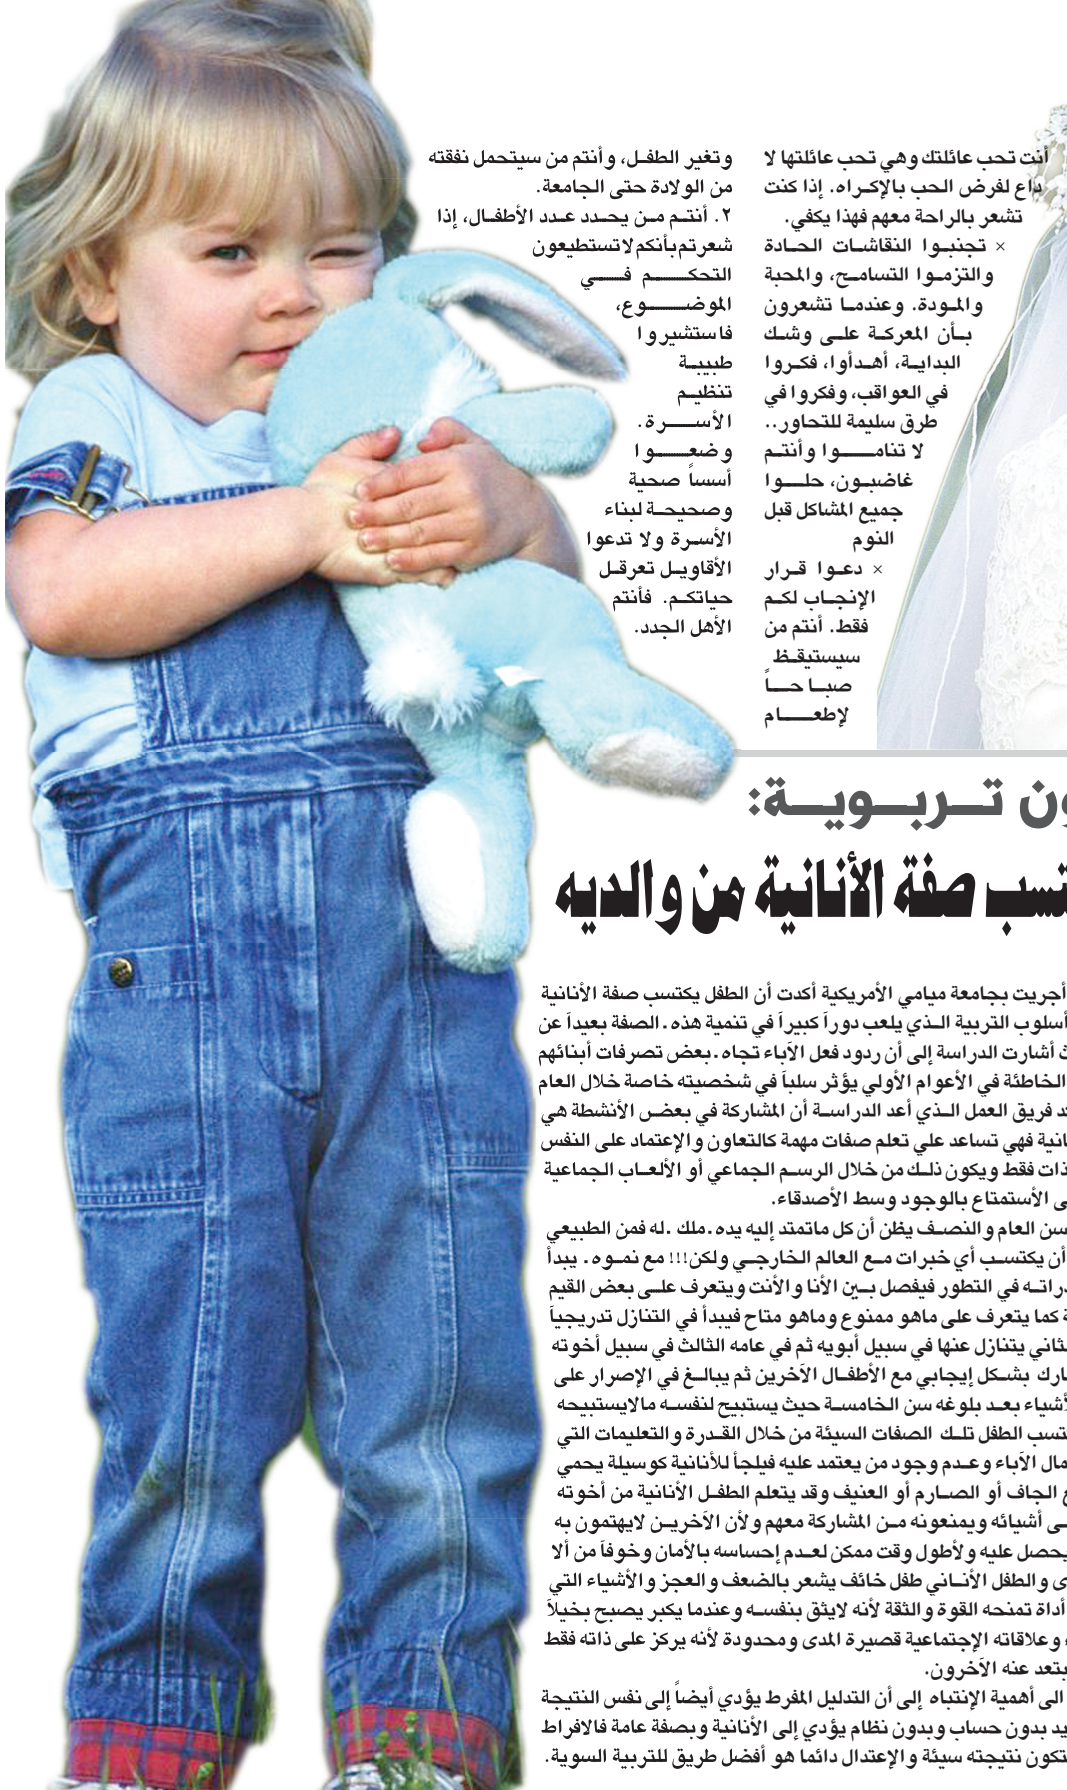 أنت تحب عائلتك وهي تحب عائلتها لا
داع لفرض الحب بالإكراه. إذا كنت
تشعر بالراحة معهم فهذا يكفي.
× تجنبوا النقاشات الحادة
والتزموا التسامح، والمحبة
والمودة. وعندما تشعرون
بأن المعركة على وشك
البداية، أهدأوا، فكروا
في العواقب، وفكروا في
طرق سليمة للتحاور..
لا تناموا وأنتم
غاضبون، حلوا
جميع المشاكل قبل
النوم
× دعوا قرار
الإنجاب لكم
فقط. أنتم من
سيستيقظ
صباحاً
لإطعام
وتغير الطفل، وأنتم من سيتحمل نفقته
من الولادة حتى الجامعة.
٢. أنتم من يحدد عدد الأطفال، إذا
شعرتم بأنكم لا تستطيعون
التحكم في
الموضوع،
فاستشيروا
طبيبة
تنظيم
الأسرة.
وضعوا
أسساً صحية
وصحيحة لبناء
الأسرة ولا تدعوا
الأقاويل تعرقل
حياتكم. فأنتم
الأهل الجدد.
ون تربوية:
تسب صفة الأنانية من والديه
أجريت بجامعة ميامي الأمريكية أكدت أن الطفل يكتسب صفة الأنانية
أسلوب التربية الذي يلعب دوراً كبيراً في تنمية هذه. الصفة بعيداً عن
ث أشارت الدراسة إلى أن ردود فعل الآباء تجاه. بعض تصرفات أبنائهم
الخاطئة في الأعوام الأولي يؤثر سلباً في شخصيته خاصة خلال العام
د فريق العمل الذي أعد الدراسة أن المشاركة في بعض الأنشطة هي
انية فهي تساعد علي تعلم صفات مهمة كالتعاون والإعتماد على النفس
ذات فقط ويكون ذلك من خلال الرسم الجماعي أو الألعاب الجماعية
ى الأستمتاع بالوجود وسط الأصدقاء.
سن العام والنصف يظن أن كل ماتمتد إليه يده. ملك .له فمن الطبيعي
أن يكتسب أي خبرات مع العالم الخارجي ولكن!!! مع نموه. يبدأ
دراته في التطور فيفصل بين الأنا والأنت ويتعرف على بعض القيم
ة كما يتعرف على ماهو ممنوع وماهو متاح فيبدأ في التنازل تدريجياً
لثاني يتنازل عنها في سبيل أبويه ثم في عامه الثالث في سبيل أخوته
ارك بشكل إيجابي مع الأطفال الآخرين ثم يبالغ في الإصرار على
لأشياء بعد بلوغه سن الخامسة حيث يستبيح لنفسه مالايستبيحه
تسب الطفل تلك الصفات السيئة من خلال القدرة والتعليمات التي
مال الآباء وعدم وجود من يعتمد عليه فيلجأ للأنانية كوسيلة يحمي
ع الجاف أو الصارم أو العنيف وقد يتعلم الطفل الأنانية من أخوته
ى أشيائه ويمنعونه من المشاركة معهم ولأن الآخرين لايهتمون به
يحصل عليه ولأطول وقت ممكن لعدم إحساسه بالأمان وخوفاً من ألا
ى والطفل الأناني طفل خائف يشعر بالضعف والعجز والأشياء التي
أداة تمنحه القوة والثقة لأنه لايثق بنفسه وعندما يكبر يصبح بخيلاً
ء وعلاقاته الإجتماعية قصيرة المدى ومحدودة لأنه يركز على ذاته فقط
بتعد عنه الآخرون.
الى أهمية الإنتباه إلى أن التدليل المفرط يؤدي أيضاً إلى نفس النتيجة
يد بدون حساب وبدون نظام يؤدي إلى الأنانية وبصفة عامة فالافراط
تكون نتيجته سيئة والإعتدال دائما هو أفضل طريق للتربية السوية.